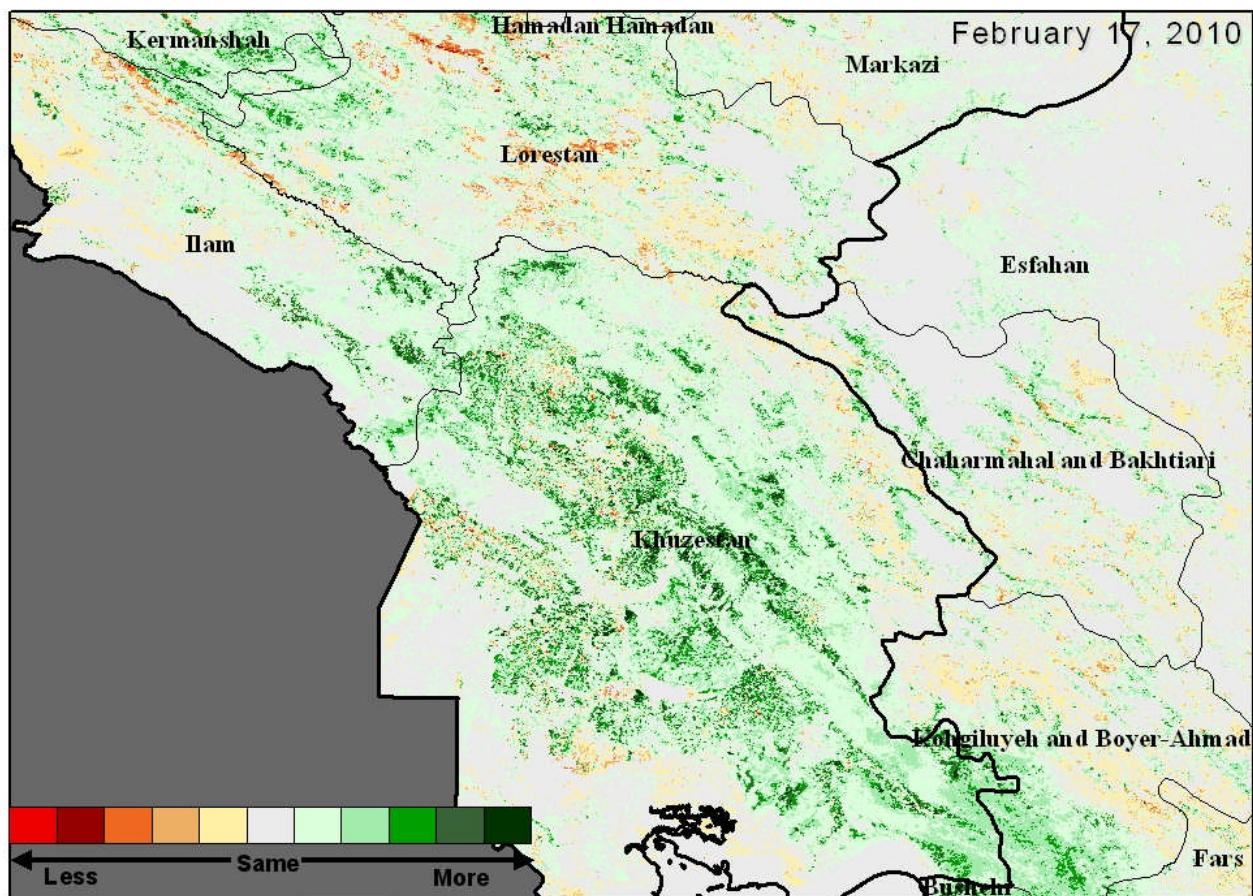 Hamadan Hamadan
February 17, 2010
Kermanshah
Markazi
Lorestan
Ilam
Esfahan
Chaharmahal and Bakhtiari
Khuzestan
Kohgiluyeh and Boyer-Ahmad
Same
Less
More
Fars
Bushehr